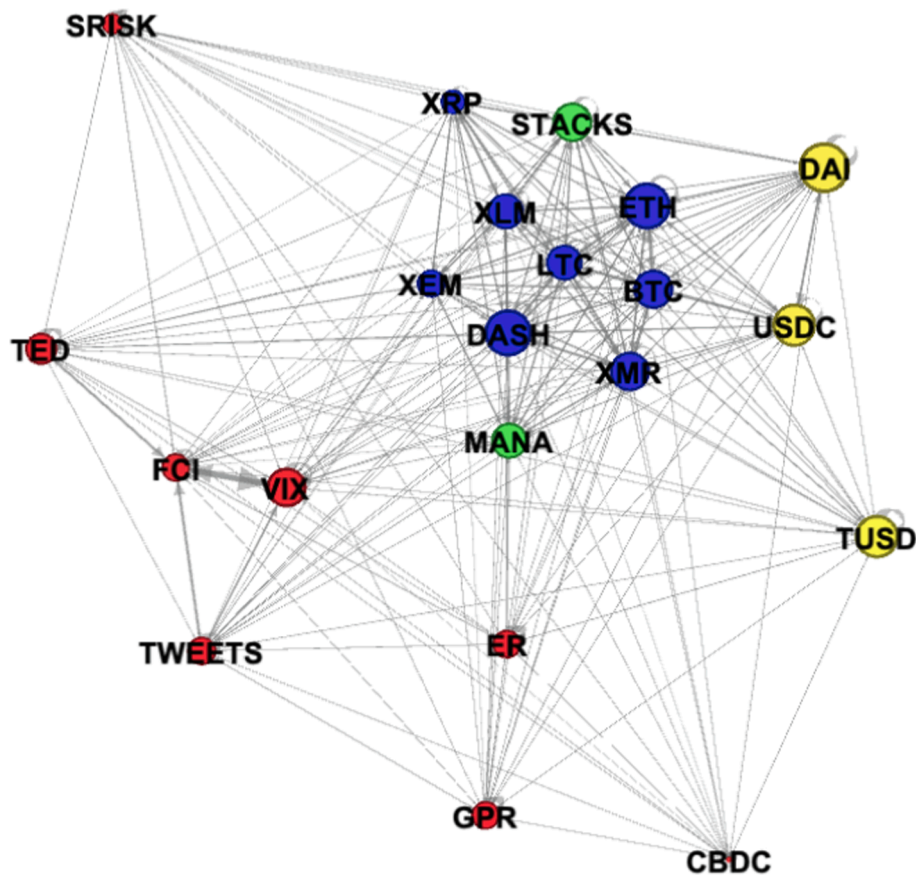 SRISK
XRP
STACKS
DAI
XLM
ETH
LTC
XEM
BTC
DASH
USDC
TED
XMR
MANA
FCI
VIX
TUSD
TWEETS
ER
GPR
CBDC